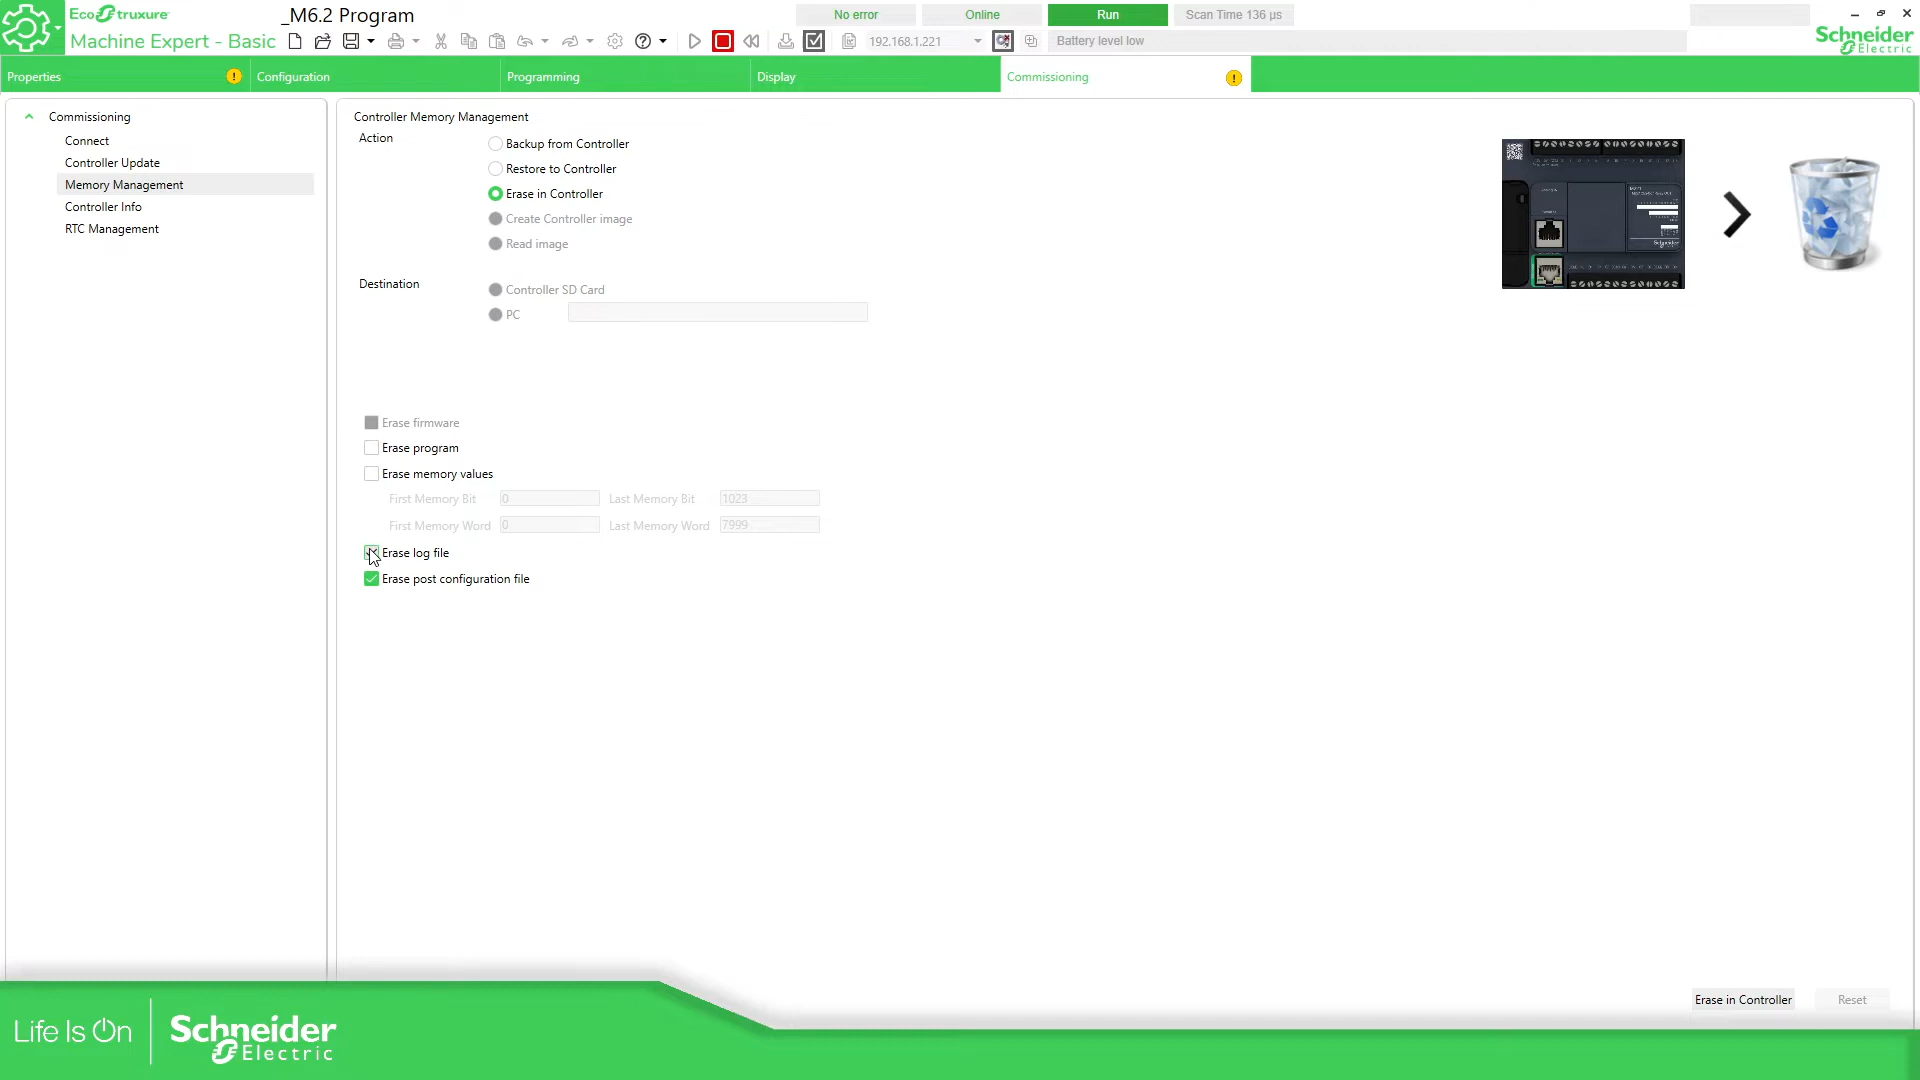 EcoStruxure
Machine Expert - Basic
_M6.2 Program
No error
Online
Run
Scan Time 136 µs
192.168.1.221
Battery level low
Schneider
Electric
Properties
Configuration
Programming
Display
Commissioning
Commissioning
Connect
Controller Update
Memory Management
Controller Info
RTC Management
Controller Memory Management
Action
Backup from Controller
Restore to Controller
Erase in Controller
Create Controller image
Read image
Destination
Controller SD Card
PC
Erase firmware
Erase program
Erase memory values
First Memory Bit 0 Last Memory Bit 1023
First Memory Word 0 Last Memory Word 7999
Erase log file
Erase post configuration file
Erase in Controller Reset
Life Is On
Schneider
Electric